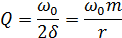 Q = ω₀/2δ = ω₀m/r